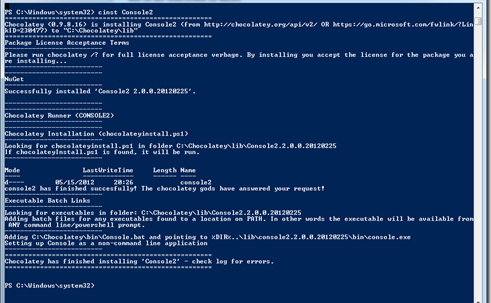 PS C:\Windows\system32> cinst Console2
=====================================================
Chocolatey (0.9.8.16) is installing Console2 (from http://chocolatey.org/api/v2/ OR https://go.microsoft.com/fwlink/?Lin
kID=230477) to "C:\Chocolatey\lib"
=====================================================
Package License Acceptance Terms
-------------------------
Please run chocolatey /? for full license acceptance verbage. By installing you accept the license for the package you a
re installing...
-------------------------
NuGet
-------------------------
Successfully installed 'Console2 2.0.0.20120225'.
-------------------------
-------------------------
Chocolatey Runner (CONSOLE2)
-------------------------
-------------------------
Chocolatey Installation (chocolateyinstall.ps1)
-------------------------
Looking for chocolateyinstall.ps1 in folder C:\Chocolatey\lib\Console2.2.0.0.20120225
If chocolateyInstall.ps1 is found, it will be run.
-------------------------
Mode LastWriteTime Length Name
---- ------------- ------ ----
d---- 05/15/2012 20:26 console2
console2 has finished succesfully! The chocolatey gods have answered your request!
-------------------------
Executable Batch Links
-------------------------
Looking for executables in folder: C:\Chocolatey\lib\Console2.2.0.0.20120225
Adding batch files for any executables found to a location on PATH. In other words the executable will be available from
ANY command line/powershell prompt.
-------------------------
Adding C:\Chocolatey\bin\Console.bat and pointing to %DIR%..\lib\console2.2.0.0.20120225\bin\console.exe
Setting up Console as a non-command line application
-------------------------
=====================================================
Chocolatey has finished installing 'Console2' - check log for errors.
=====================================================
PS C:\Windows\system32>